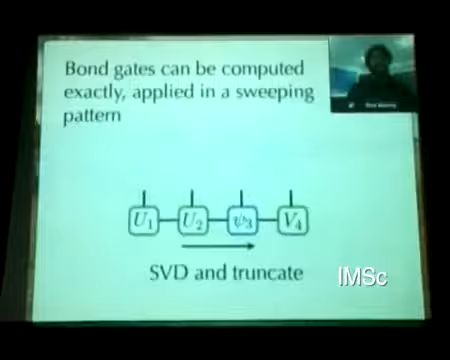 Bond gates can be computed
exactly, applied in a sweeping
pattern
U₁ U₂ ψ₃ V₄
SVD and truncate
IMSc